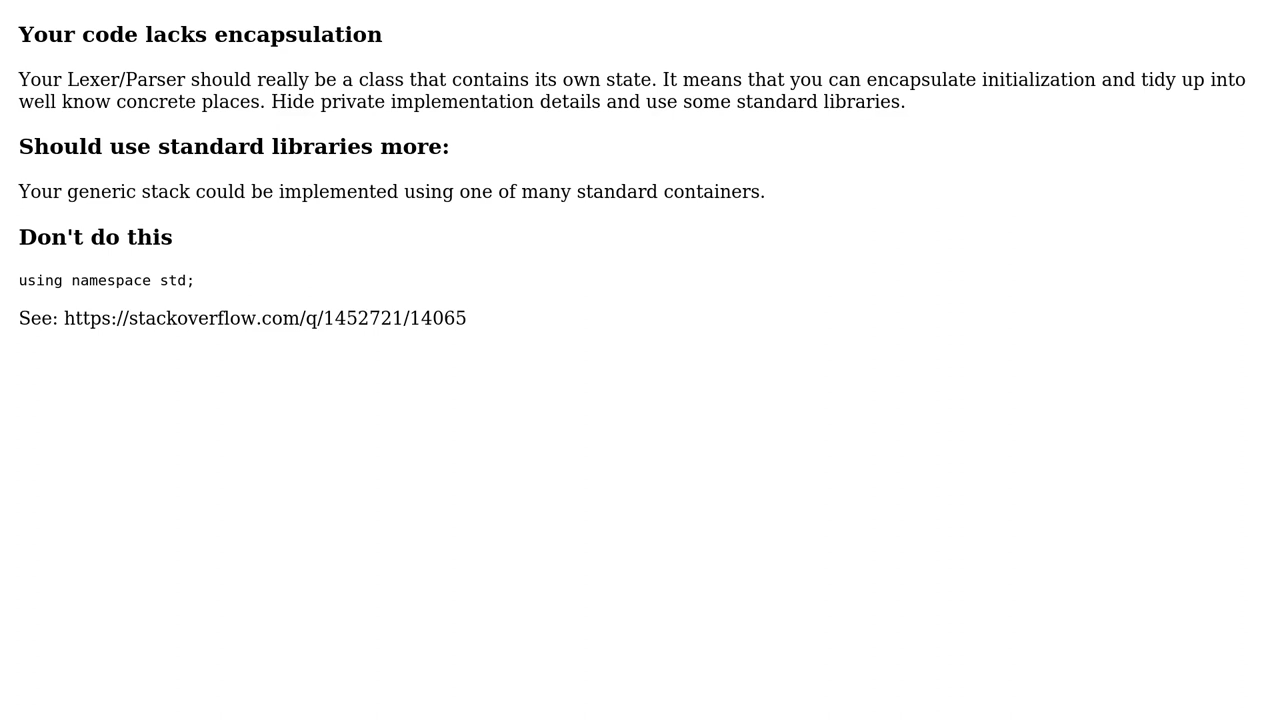 Your code lacks encapsulation
Your Lexer/Parser should really be a class that contains its own state. It means that you can encapsulate initialization and tidy up into
well know concrete places. Hide private implementation details and use some standard libraries.
Should use standard libraries more:
Your generic stack could be implemented using one of many standard containers.
Don't do this
using namespace std;
See: https://stackoverflow.com/q/1452721/14065